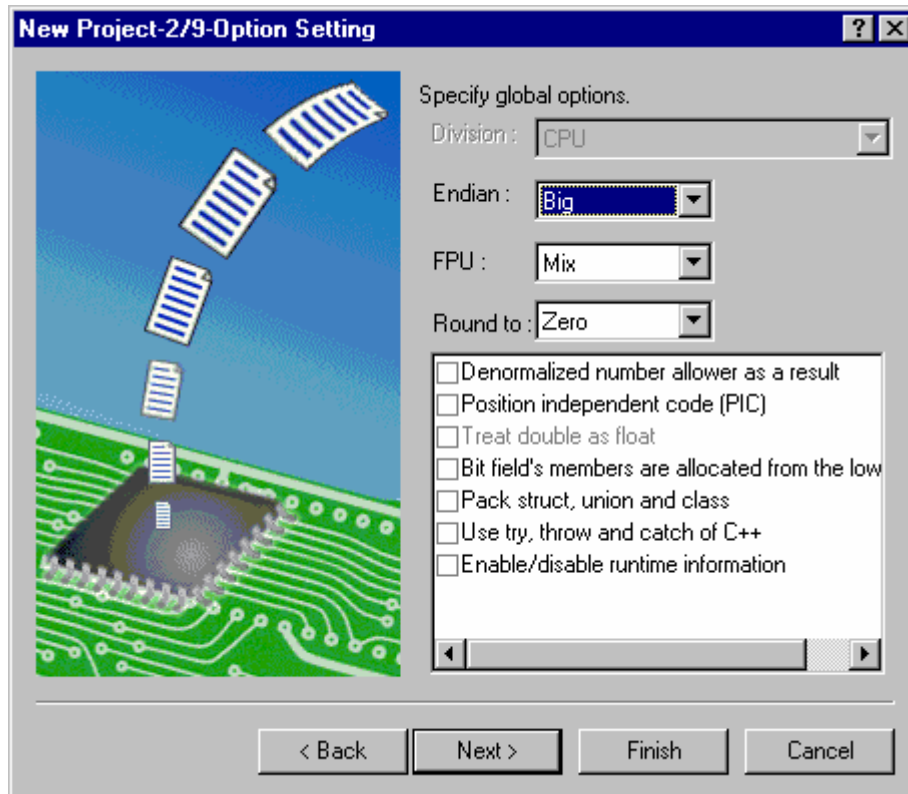 New Project-2/9-Option Setting
Specify global options.
Division : CPU
Endian : Big
FPU : Mix
Round to : Zero
Denormalized number allower as a result
Position independent code (PIC)
Treat double as float
Bit field's members are allocated from the low
Pack struct, union and class
Use try, throw and catch of C++
Enable/disable runtime information
< Back Next > Finish Cancel